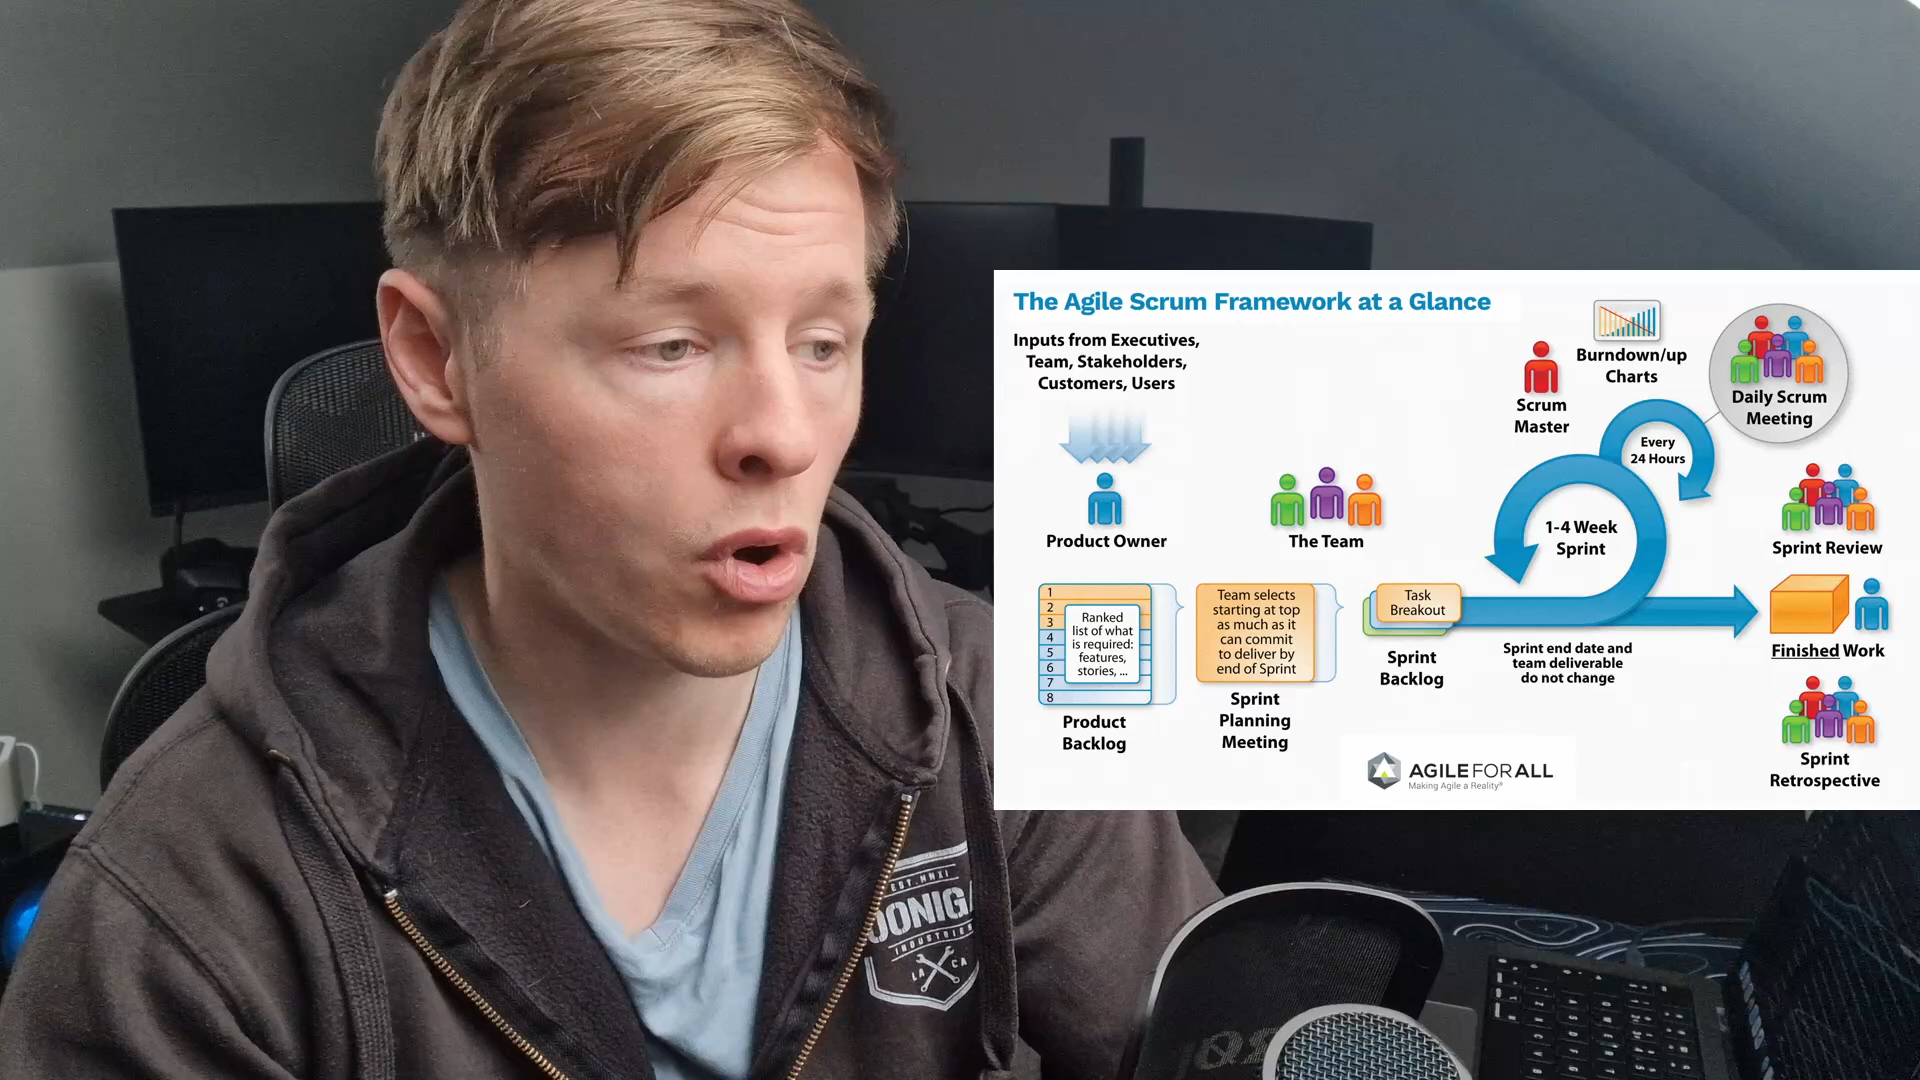 The Agile Scrum Framework at a Glance
Inputs from Executives,
Team, Stakeholders,
Customers, Users
Product Owner
The Team
Scrum
Master
Burndown/up
Charts
Daily Scrum
Meeting
Every
24 Hours
1-4 Week
Sprint
Sprint Review
1
2
3
4
5
6
7
8
Ranked
list of what
is required:
features,
stories, ...
Product
Backlog
Team selects
starting at top
as much as it
can commit
to deliver by
end of Sprint
Sprint
Planning
Meeting
Task
Breakout
Sprint
Backlog
Sprint end date and
team deliverable
do not change
Finished Work
Sprint
Retrospective
AGILE FOR ALL
Making Agile a Reality®
EST. MMXI
INDUSTRIES
LA CA